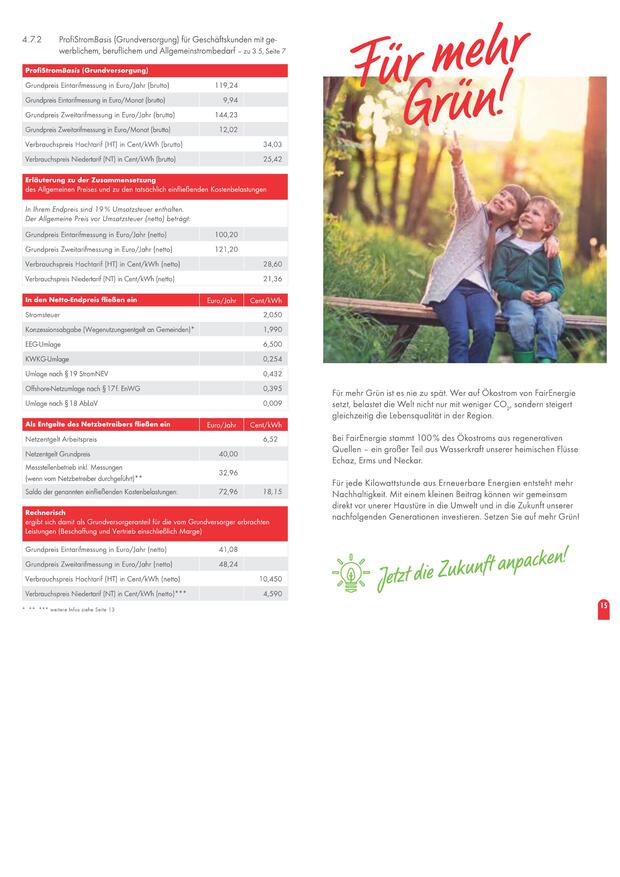 4.7.2 ProfiStromBasis (Grundversorgung) für Geschäftskunden mit ge-
werblichem, beruflichem und Allgemeinstrombedarf – zu 3.5, Seite 7
ProfiStromBasis (Grundversorgung)
Grundpreis Eintarifmessung in Euro/Jahr (brutto) 119,24
Grundpreis Eintarifmessung in Euro/Monat (brutto) 9,94
Grundpreis Zweitarifmessung in Euro/Jahr (brutto) 144,23
Grundpreis Zweitarifmessung in Euro/Monat (brutto) 12,02
Verbrauchspreis Hochtarif (HT) in Cent/kWh (brutto) 34,03
Verbrauchspreis Niedertarif (NT) in Cent/kWh (brutto) 25,42
Erläuterung zu der Zusammensetzung
des Allgemeinen Preises und zu den tatsächlich einfließenden Kostenbelastungen
In Ihrem Endpreis sind 19 % Umsatzsteuer enthalten.
Der Allgemeine Preis vor Umsatzsteuer (netto) beträgt:
Grundpreis Eintarifmessung in Euro/Jahr (netto) 100,20
Grundpreis Zweitarifmessung in Euro/Jahr (netto) 121,20
Verbrauchspreis Hochtarif (HT) in Cent/kWh (netto) 28,60
Verbrauchspreis Niedertarif (NT) in Cent/kWh (netto) 21,36
In den Netto-Endpreis fließen ein Euro/Jahr Cent/kWh
Stromsteuer 2,050
Konzessionsabgabe (Wegenutzungsentgelt an Gemeinden)* 1,990
EEG-Umlage 6,500
KWKG-Umlage 0,254
Umlage nach § 19 StromNEV 0,432
Offshore-Netzumlage nach § 17f. EnWG 0,395
Umlage nach § 18 AbLaV 0,009
Als Entgelte des Netzbetreibers fließen ein Euro/Jahr Cent/kWh
Netzentgelt Arbeitspreis 6,52
Netzentgelt Grundpreis 40,00
Messstellenbetrieb inkl. Messungen
(wenn vom Netzbetreiber durchgeführt)** 32,96
Saldo der genannten einfließenden Kostenbelastungen: 72,96 18,15
Rechnerisch
ergibt sich damit als Grundversorgeranteil für die vom Grundversorger erbrachten
Leistungen (Beschaffung und Vertrieb einschließlich Marge)
Grundpreis Eintarifmessung in Euro/Jahr (netto) 41,08
Grundpreis Zweitarifmessung in Euro/Jahr (netto) 48,24
Verbrauchspreis Hochtarif (HT) in Cent/kWh (netto) 10,450
Verbrauchspreis Niedertarif (NT) in Cent/kWh (netto)*** 4,590
* ** *** weitere Infos siehe Seite 13
Für mehr
Grün!
Für mehr Grün ist es nie zu spät. Wer auf Ökostrom von FairEnergie
setzt, belastet die Welt nicht nur mit weniger CO₂, sondern steigert
gleichzeitig die Lebensqualität in der Region.
Bei FairEnergie stammt 100 % des Ökostroms aus regenerativen
Quellen – ein großer Teil aus Wasserkraft unserer heimischen Flüsse
Echaz, Erms und Neckar.
Für jede Kilowattstunde aus Erneuerbare Energien entsteht mehr
Nachhaltigkeit. Mit einem kleinen Beitrag können wir gemeinsam
direkt vor unserer Haustüre in die Umwelt und in die Zukunft unserer
nachfolgenden Generationen investieren. Setzen Sie auf mehr Grün!
Jetzt die Zukunft anpacken!
15